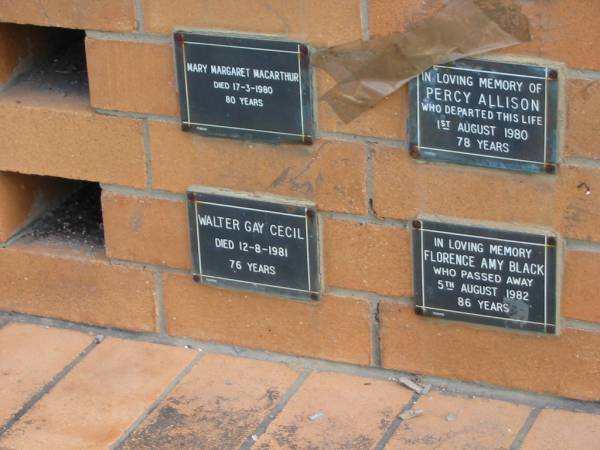 MARY MARGARET MACARTHUR
DIED 17-3-1980
80 YEARS
IN LOVING MEMORY OF
PERCY ALLISON
WHO DEPARTED THIS LIFE
1ST AUGUST 1980
78 YEARS
WALTER GAY CECIL
DIED 12-8-1981
76 YEARS
IN LOVING MEMORY
FLORENCE AMY BLACK
WHO PASSED AWAY
5TH AUGUST 1982
86 YEARS